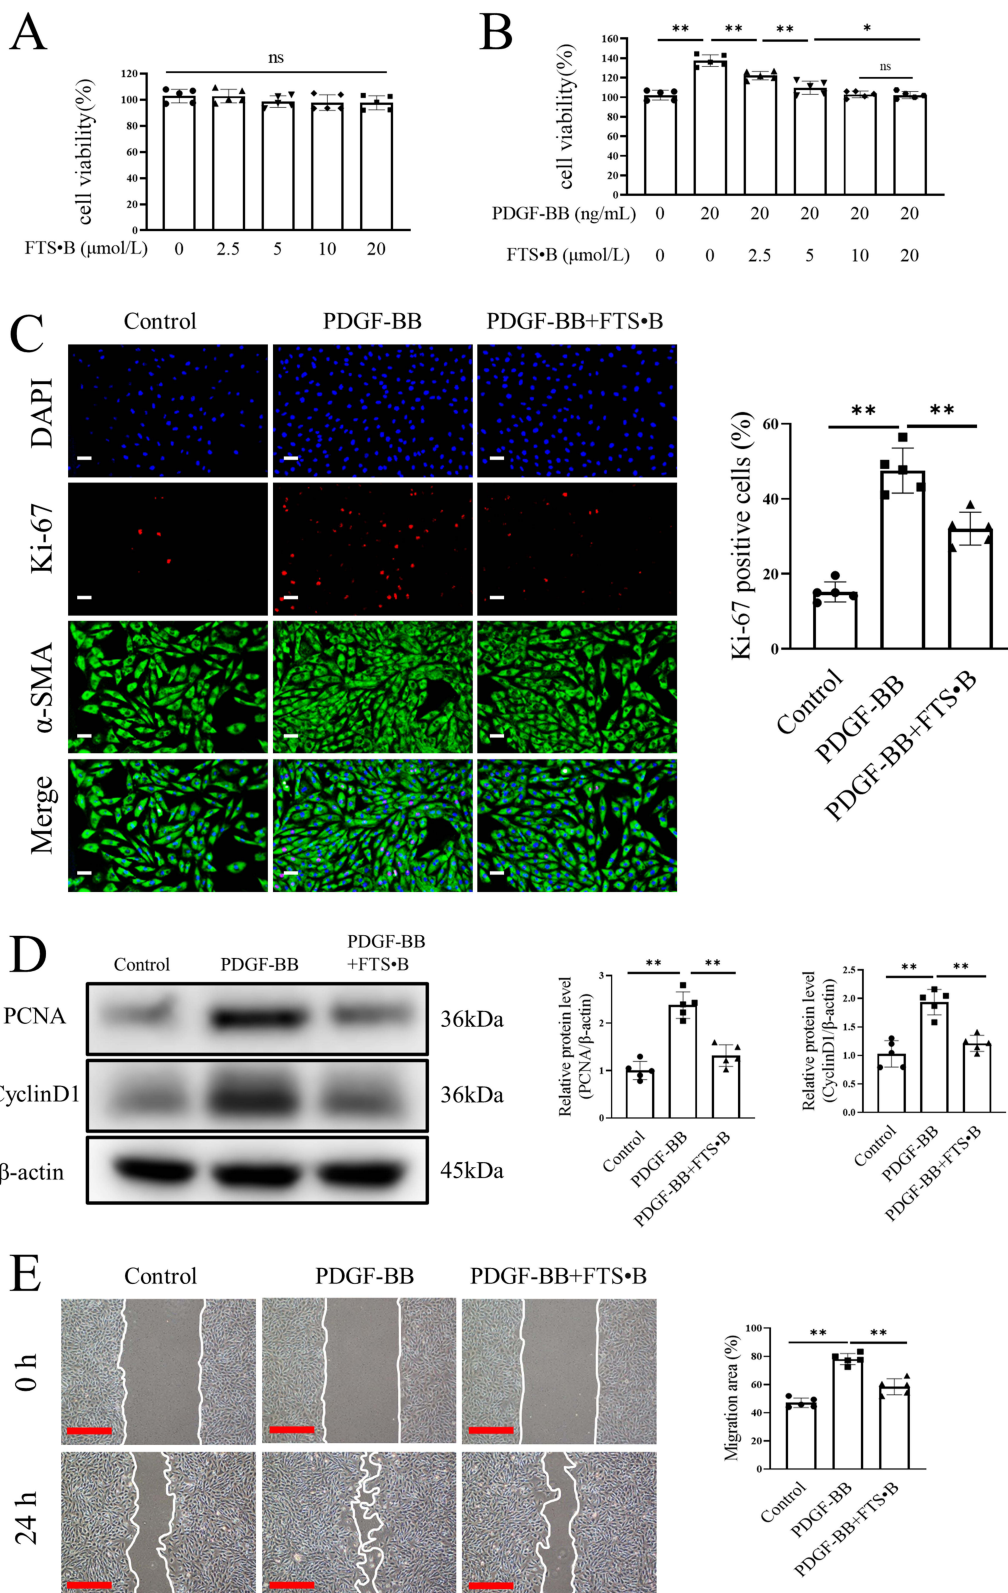 A
ns
cell viability(%)
120
100
80
60
40
20
0
FTS•B (μmol/L) 0 2.5 5 10 20
B
** ** ** *
ns
cell viability(%)
160
140
120
100
80
60
40
20
0
PDGF-BB (ng/mL) 0 20 20 20 20 20
FTS•B (μmol/L) 0 0 2.5 5 10 20
C
Control PDGF-BB PDGF-BB+FTS•B
DAPI
Ki-67
α-SMA
Merge
** **
Ki-67 positive cells (%)
60
40
20
0
Control PDGF-BB PDGF-BB+FTS•B
D
Control PDGF-BB PDGF-BB
+FTS•B
PCNA 36kDa
CyclinD1 36kDa
β-actin 45kDa
** **
Relative protein level
(PCNA/β-actin)
3
2
1
0
Control PDGF-BB PDGF-BB+FTS•B
** **
Relative protein level
(CyclinD1/β-actin)
2.5
2.0
1.5
1.0
0.5
0.0
Control PDGF-BB PDGF-BB+FTS•B
E
Control PDGF-BB PDGF-BB+FTS•B
0 h
24 h
** **
Migration area (%)
100
80
60
40
20
0
Control PDGF-BB PDGF-BB+FTS•B